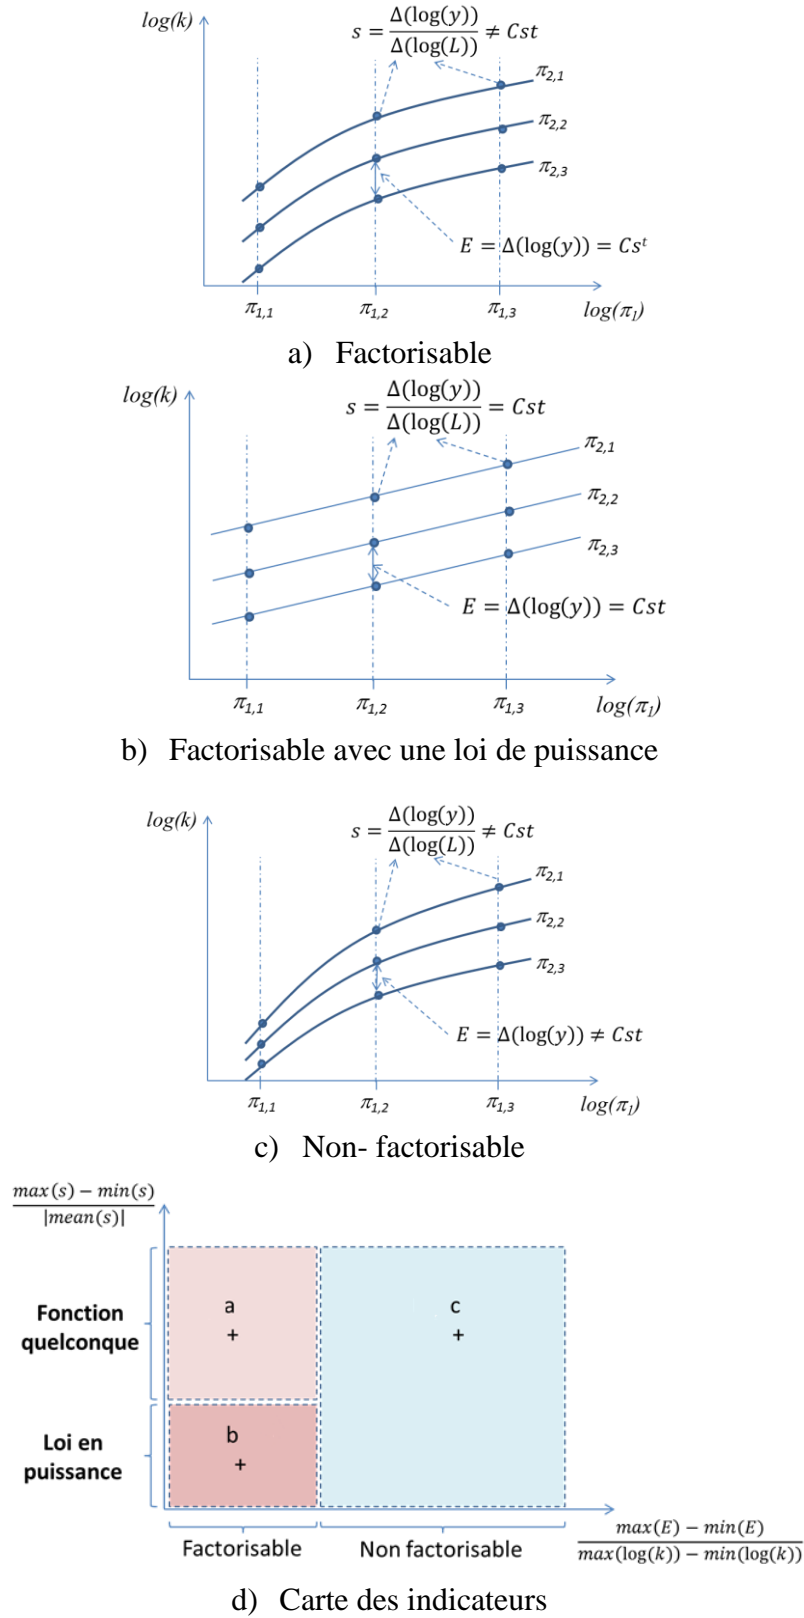 log(k)
s = Δ(log(y)) / Δ(log(L)) ≠ Cst
π2,1
π2,2
π2,3
E = Δ(log(y)) = Csᵗ
π1,1 π1,2 π1,3 log(π1)
a) Factorisable
log(k)
s = Δ(log(y)) / Δ(log(L)) = Cst
π2,1
π2,2
π2,3
E = Δ(log(y)) = Cst
π1,1 π1,2 π1,3 log(π1)
b) Factorisable avec une loi de puissance
log(k)
s = Δ(log(y)) / Δ(log(L)) ≠ Cst
π2,1
π2,2
π2,3
E = Δ(log(y)) ≠ Cst
π1,1 π1,2 π1,3 log(π1)
c) Non- factorisable
max(s) − min(s)
|mean(s)|
Fonction
quelconque
a
+
c
+
Loi en
puissance
b
+
Factorisable
Non factorisable
max(E) − min(E)
max(log(k)) − min(log(k))
d) Carte des indicateurs